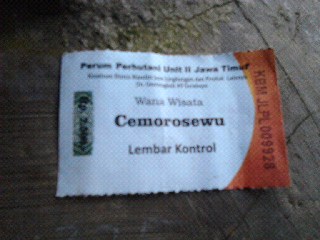 Perum Perhutani Unit II Jawa Timur
Wana Wisata
Cemorosewu
Lembar Kontrol
KBM JLPL 009928